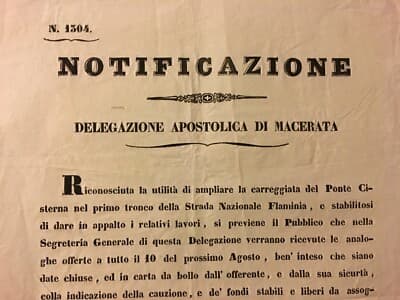 N. 1304.
NOTIFICAZIONE
DELEGAZIONE APOSTOLICA DI MACERATA
Riconosciuta la utilità di ampliare la carreggiata del Ponte Ci-
sterna nel primo tronco della Strada Nazionale Flaminia, e stabilitosi
di dare in appalto i relativi lavori, si previene il Pubblico che nella
Segreteria Generale di questa Delegazione verranno ricevute le analo-
ghe offerte a tutto il 10 del prossimo Agosto, ben' inteso che siano
date chiuse, ed in carta da bollo dall' offerente, e dalla sua sicurtà,
colla indicazione della cauzione, e de' fondi stabili e liberi da assog-